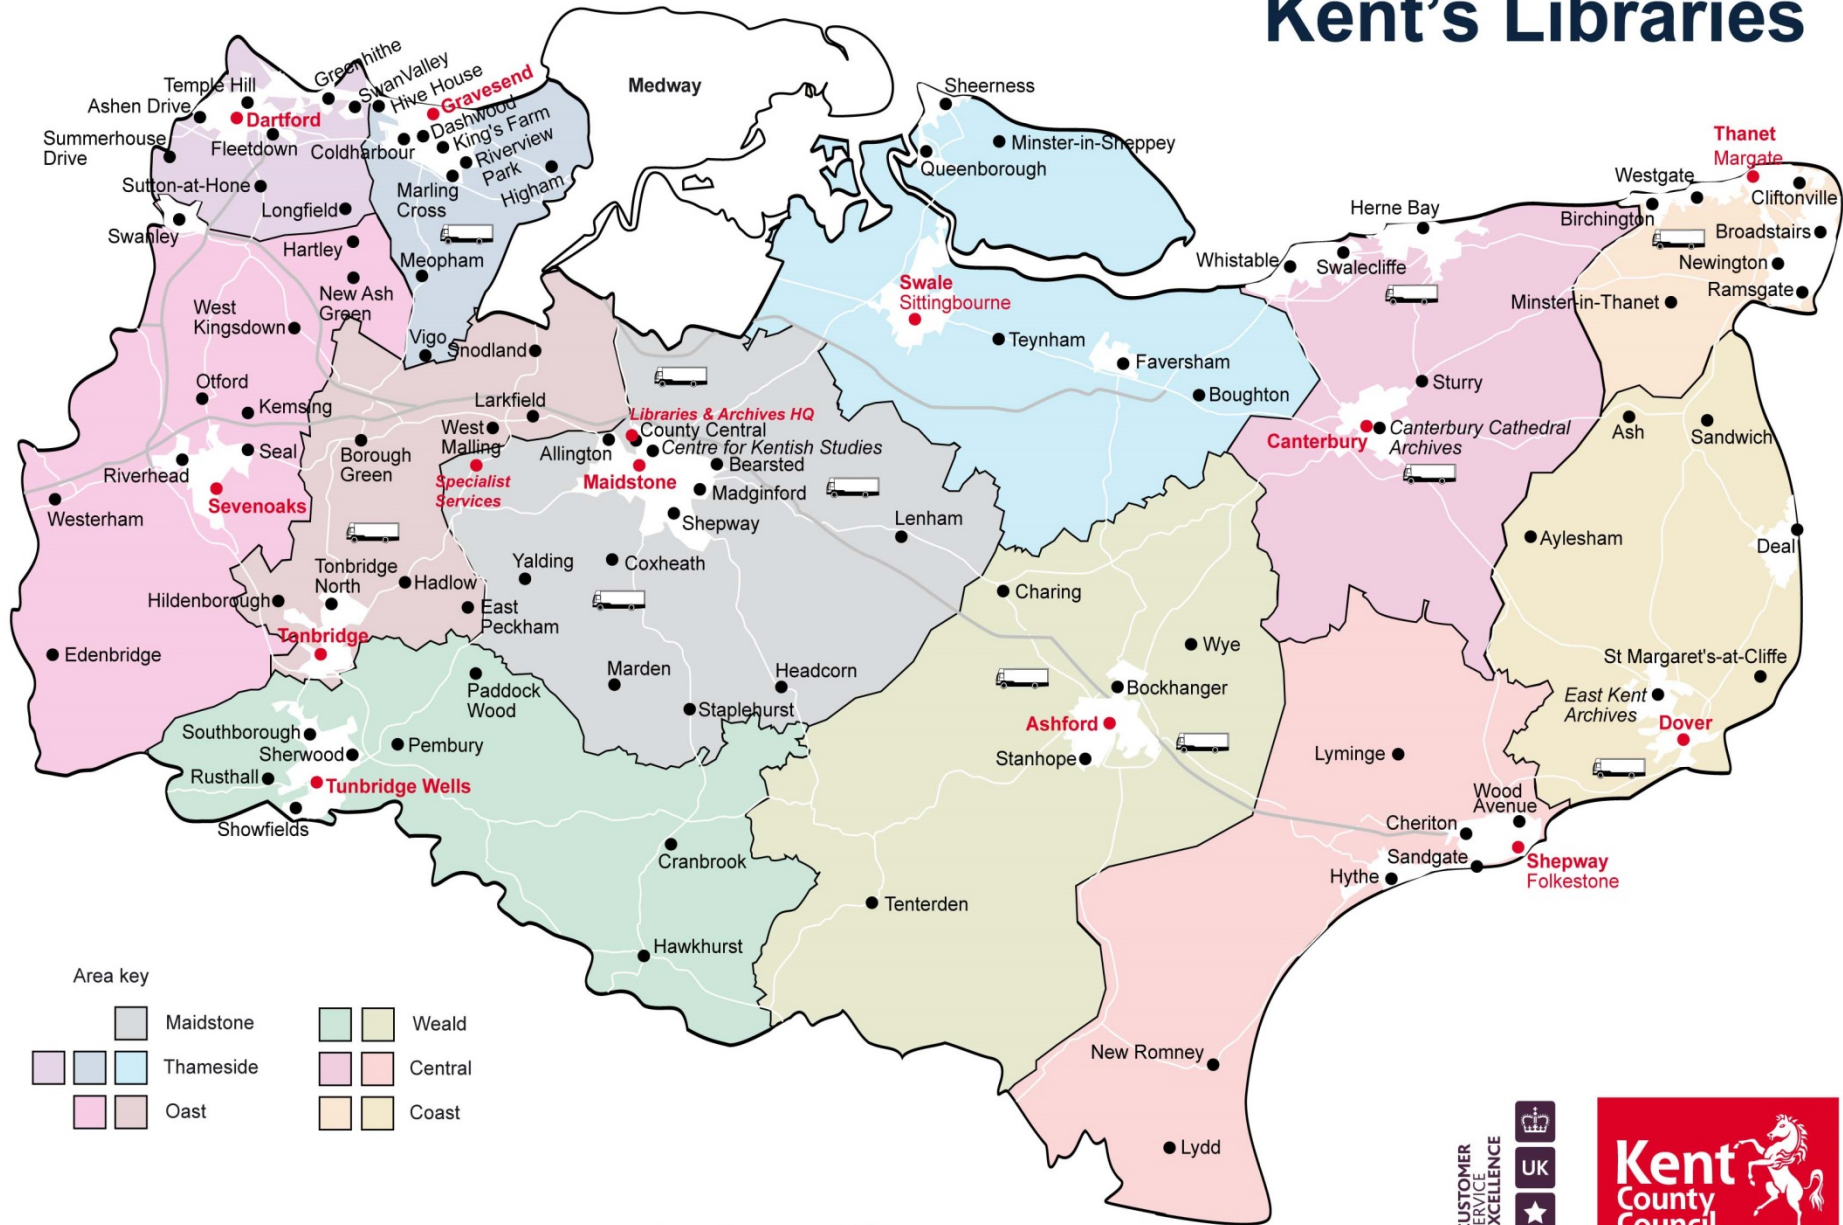 Kent's Libraries
Medway
Temple Hill
Greenhithe
SwanValley
Hive House
Gravesend
Ashen Drive
Dartford
Dashwood
King's Farm
Summerhouse
Drive
Fleetdown
Coldharbour
Riverview
Park
Sutton-at-Hone
Marling
Cross
Higham
Longfield
Swanley
Hartley
Meopham
New Ash
Green
West
Kingsdown
Vigo
Snodland
Otford
Kemsing
Larkfield
West
Malling
Seal
Borough
Green
Riverhead
Sevenoaks
Westerham
Specialist
Services
Libraries & Archives HQ
County Central
Centre for Kentish Studies
Allington
Bearsted
Maidstone
Madginford
Shepway
Lenham
Yalding
Coxheath
Tonbridge
North
Hadlow
Hildenborough
East
Peckham
Tonbridge
Edenbridge
Marden
Headcorn
Staplehurst
Paddock
Wood
Southborough
Sherwood
Pembury
Rusthall
Tunbridge Wells
Showfields
Cranbrook
Hawkhurst
Sheerness
Minster-in-Sheppey
Queenborough
Swale
Sittingbourne
Teynham
Faversham
Boughton
Thanet
Margate
Westgate
Cliftonville
Birchington
Broadstairs
Newington
Ramsgate
Minster-in-Thanet
Herne Bay
Whistable
Swalecliffe
Sturry
Canterbury
Canterbury Cathedral
Archives
Ash
Sandwich
Aylesham
Deal
St Margaret's-at-Cliffe
East Kent
Archives
Dover
Charing
Wye
Bockhanger
Ashford
Stanhope
Tenterden
Lyminge
Wood
Avenue
Cheriton
Sandgate
Hythe
Shepway
Folkestone
New Romney
Lydd
Area key
Maidstone
Weald
Thameside
Central
Oast
Coast
CUSTOMER
SERVICE
EXCELLENCE
UK
Kent
County
Council